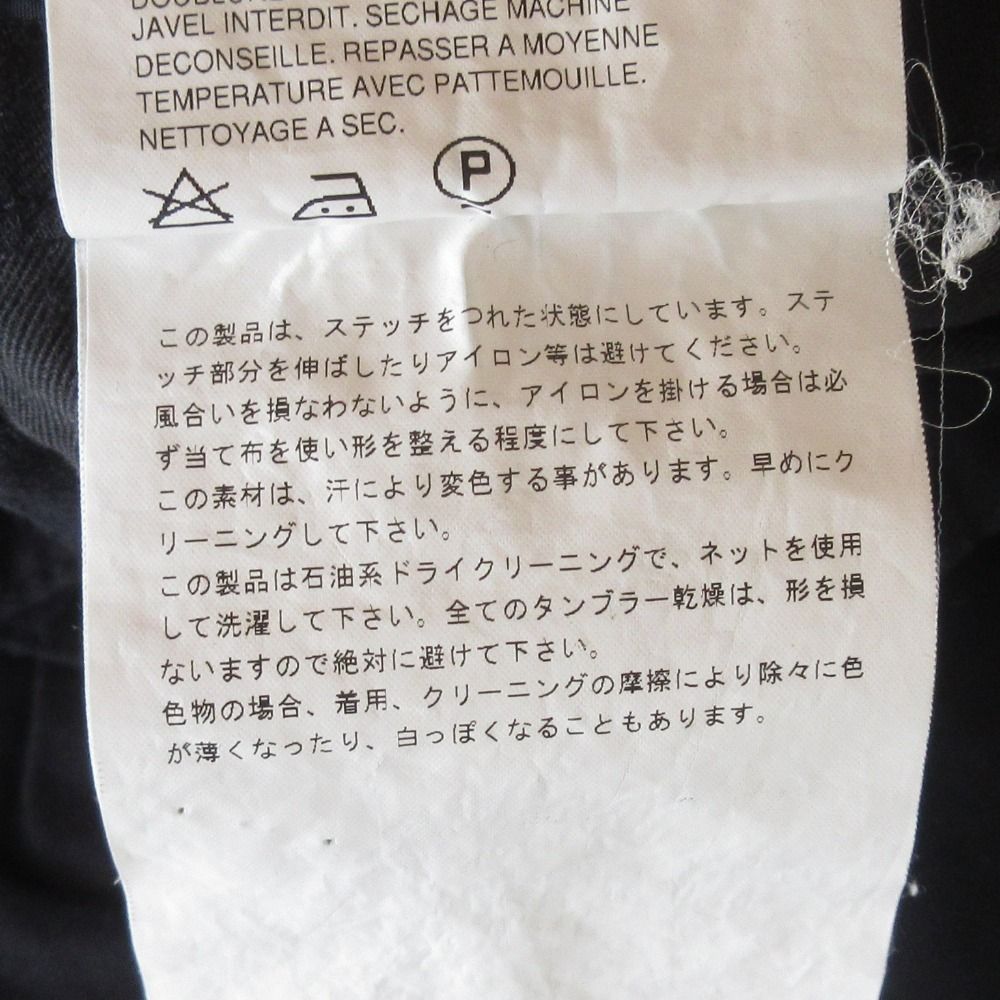 JAVEL INTERDIT. SECHAGE MACHINE
DECONSEILLE. REPASSER A MOYENNE
TEMPERATURE AVEC PATTEMOUILLE.
NETTOYAGE A SEC.
P
この製品は、ステッチをつれた状態にしています。ステ
ッチ部分を伸ばしたりアイロン等は避けてください。
風合いを損なわないように、アイロンを掛ける場合は必
ず当て布を使い形を整える程度にして下さい。
この素材は、汗により変色する事があります。早めにク
リーニングして下さい。
この製品は石油系ドライクリーニングで、ネットを使用
して洗濯して下さい。全てのタンブラー乾燥は、形を損
ないますので絶対に避けて下さい。
色物の場合、着用、クリーニングの摩擦により除々に色
が薄くなったり、白っぽくなることもあります。